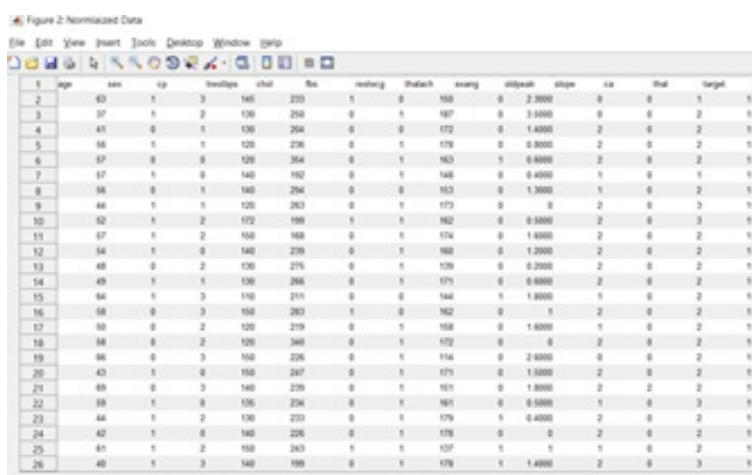 Figure 2: Normiaized Data
File Edit View Insert Tools Desktop Window Help
1 age sex cp trestbps chol fbs restecg thalach exang oldpeak slope ca thal target
2 63 1 3 145 233 1 0 150 0 2.3000 0 0 1 1
3 37 1 2 130 250 0 1 187 0 3.5000 0 0 2 1
4 41 0 1 130 204 0 0 172 0 1.4000 2 0 2 1
5 56 1 1 120 236 0 1 178 0 0.8000 2 0 2 1
6 57 0 0 120 354 0 1 163 1 0.6000 2 0 2 1
7 57 1 0 140 192 0 1 148 0 0.4000 1 0 1 1
8 56 0 1 140 294 0 0 153 0 1.3000 1 0 2 1
9 44 1 1 120 263 0 1 173 0 0 2 0 3 1
10 52 1 2 172 199 1 1 162 0 0.5000 2 0 3 1
11 57 1 2 150 168 0 1 174 0 1.6000 2 0 2 1
12 54 1 0 140 239 0 1 160 0 1.2000 2 0 2 1
13 48 0 2 130 275 0 1 139 0 0.2000 2 0 2 1
14 49 1 1 130 266 0 1 171 0 0.6000 2 0 2 1
15 64 1 3 110 211 0 0 144 1 1.8000 1 0 2 1
16 58 0 3 150 283 1 0 162 0 1 2 0 2 1
17 50 0 2 120 219 0 1 158 0 1.6000 1 0 2 1
18 58 0 2 120 340 0 1 172 0 0 2 0 2 1
19 66 0 3 150 226 0 1 114 0 2.6000 0 0 2 1
20 43 1 0 150 247 0 1 171 0 1.5000 2 0 2 1
21 69 0 3 140 239 0 1 151 0 1.8000 2 2 2 1
22 59 1 0 135 234 0 1 161 0 0.5000 1 0 3 1
23 44 1 2 130 233 0 1 179 1 0.4000 2 0 2 1
24 42 1 0 140 226 0 1 178 0 0 2 0 2 1
25 61 1 2 150 243 1 1 137 1 1 1 0 2 1
26 40 1 3 140 199 0 1 178 1 1.4000 2 0 3 1